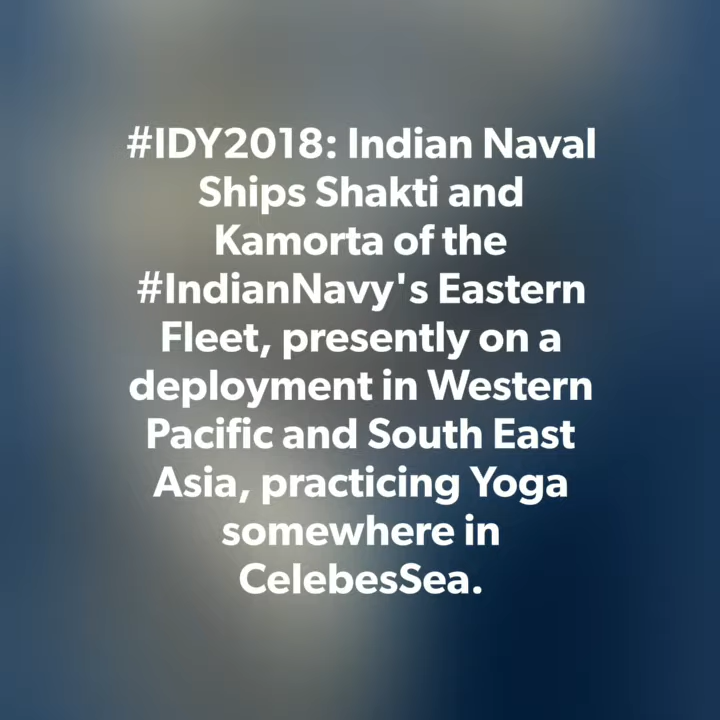 #IDY2018: Indian Naval
Ships Shakti and
Kamorta of the
#IndianNavy's Eastern
Fleet, presently on a
deployment in Western
Pacific and South East
Asia, practicing Yoga
somewhere in
CelebesSea.